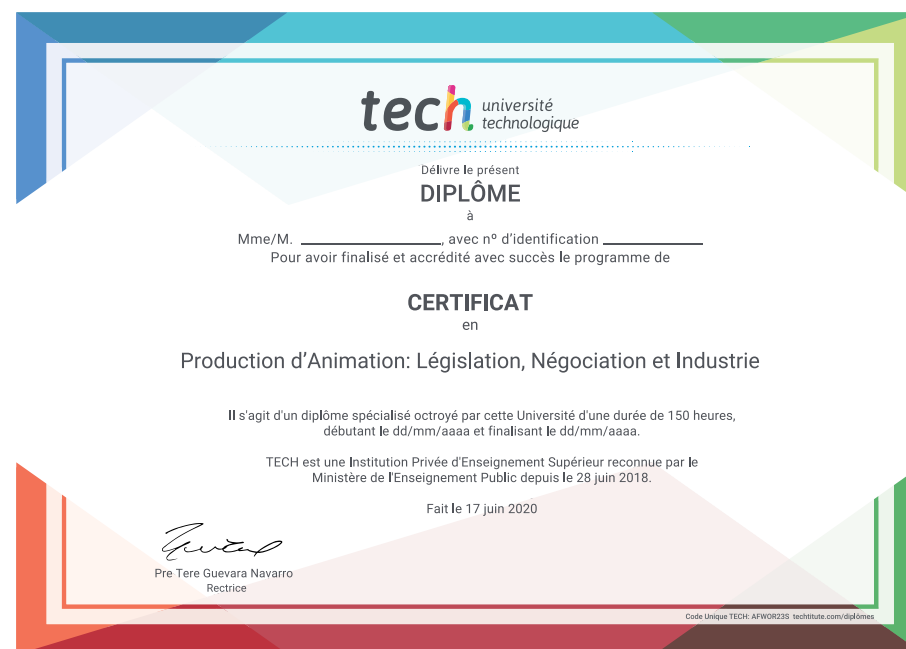 tech université
technologique
Délivre le présent
DIPLÔME
à
Mme/M. ____________________, avec nº d'identification ______________
Pour avoir finalisé et accrédité avec succès le programme de
CERTIFICAT
en
Production d'Animation: Législation, Négociation et Industrie
Il s'agit d'un diplôme spécialisé octroyé par cette Université d'une durée de 150 heures,
débutant le dd/mm/aaaa et finalisant le dd/mm/aaaa.
TECH est une Institution Privée d'Enseignement Supérieur reconnue par le
Ministère de l'Enseignement Public depuis le 28 juin 2018.
Fait le 17 juin 2020
Pre Tere Guevara Navarro
Rectrice
Code Unique TECH: AFWOR23S techtitute.com/diplômes